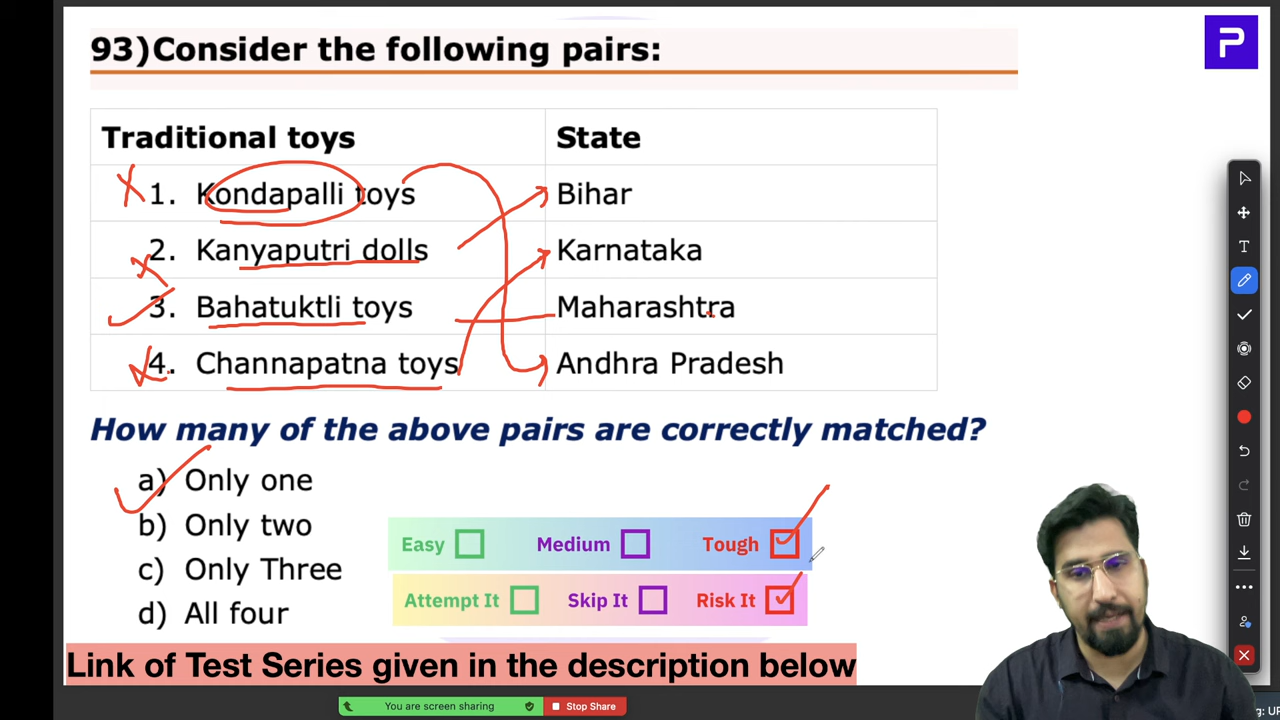 93)Consider the following pairs:
P
Traditional toys State
1. Kondapalli toys Bihar
2. Kanyaputri dolls Karnataka
3. Bahatuktli toys Maharashtra
4. Channapatna toys Andhra Pradesh
How many of the above pairs are correctly matched?
a) Only one
b) Only two
c) Only Three
d) All four
Easy Medium Tough
Attempt It Skip It Risk It
Link of Test Series given in the description below
You are screen sharing Stop Share